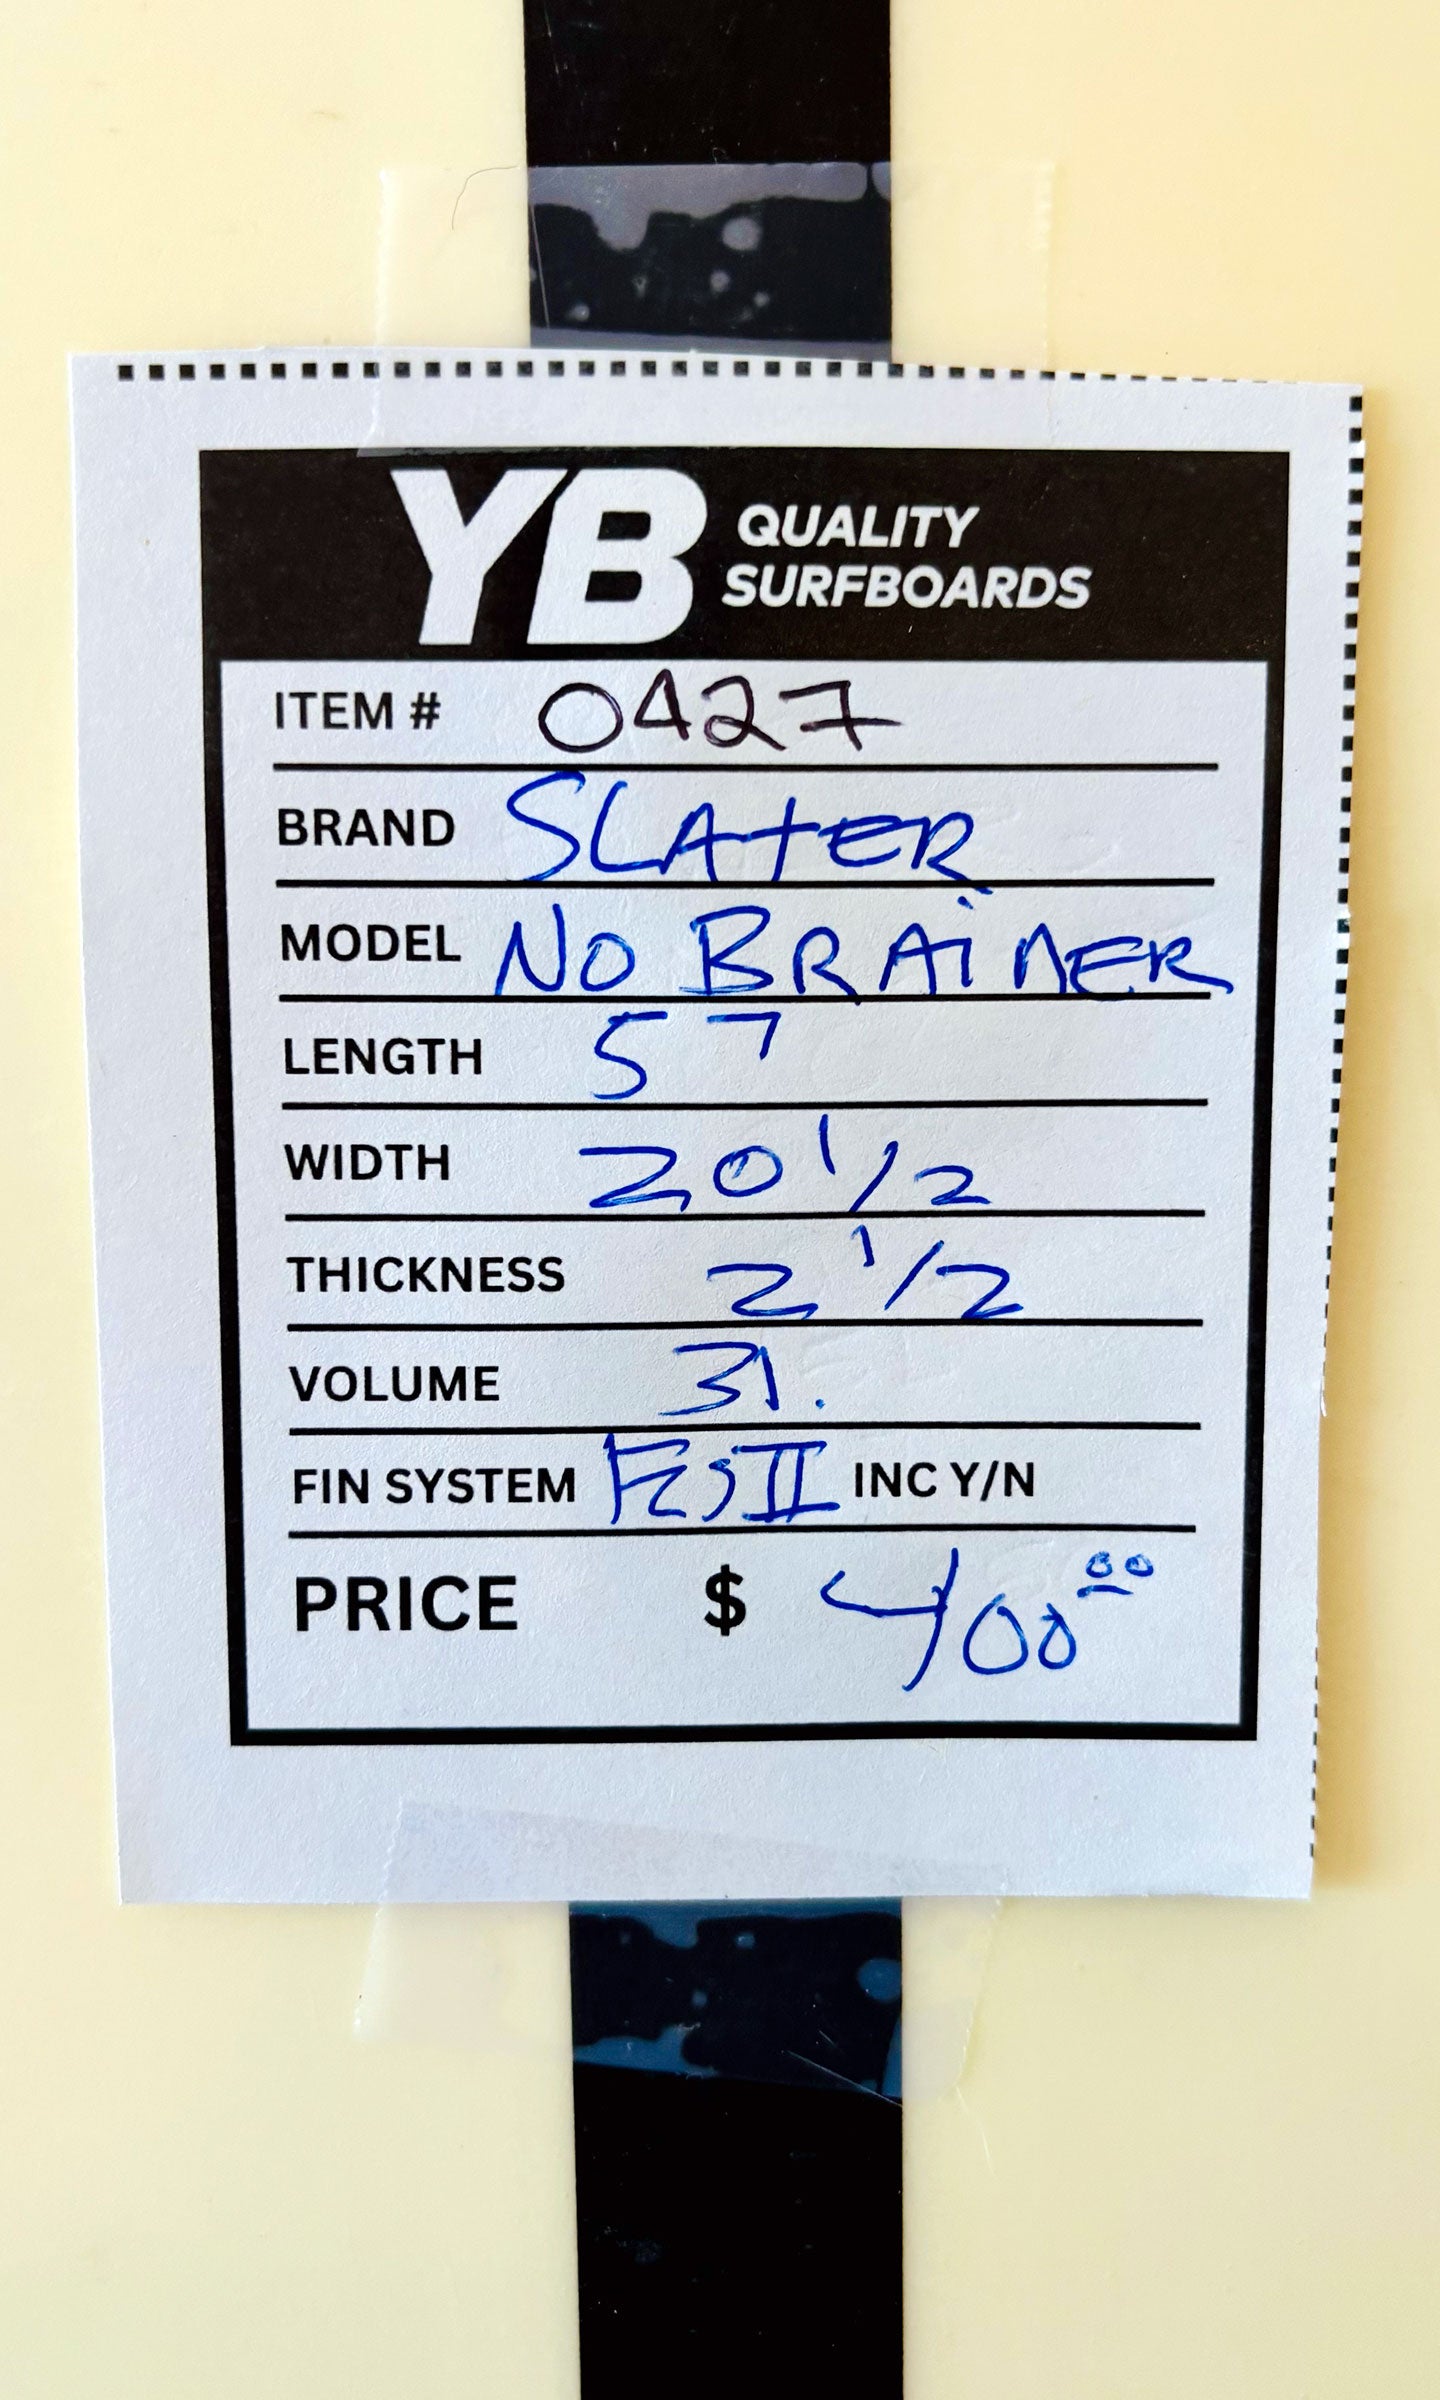 YB QUALITY SURFBOARDS
ITEM # 0427
BRAND SLAtER
MODEL NO BRAiNER
LENGTH 5 7
WIDTH 20 1/2
THICKNESS 2 1/2
VOLUME 31.
FIN SYSTEM FCS II INC Y/N
PRICE $ 400 00